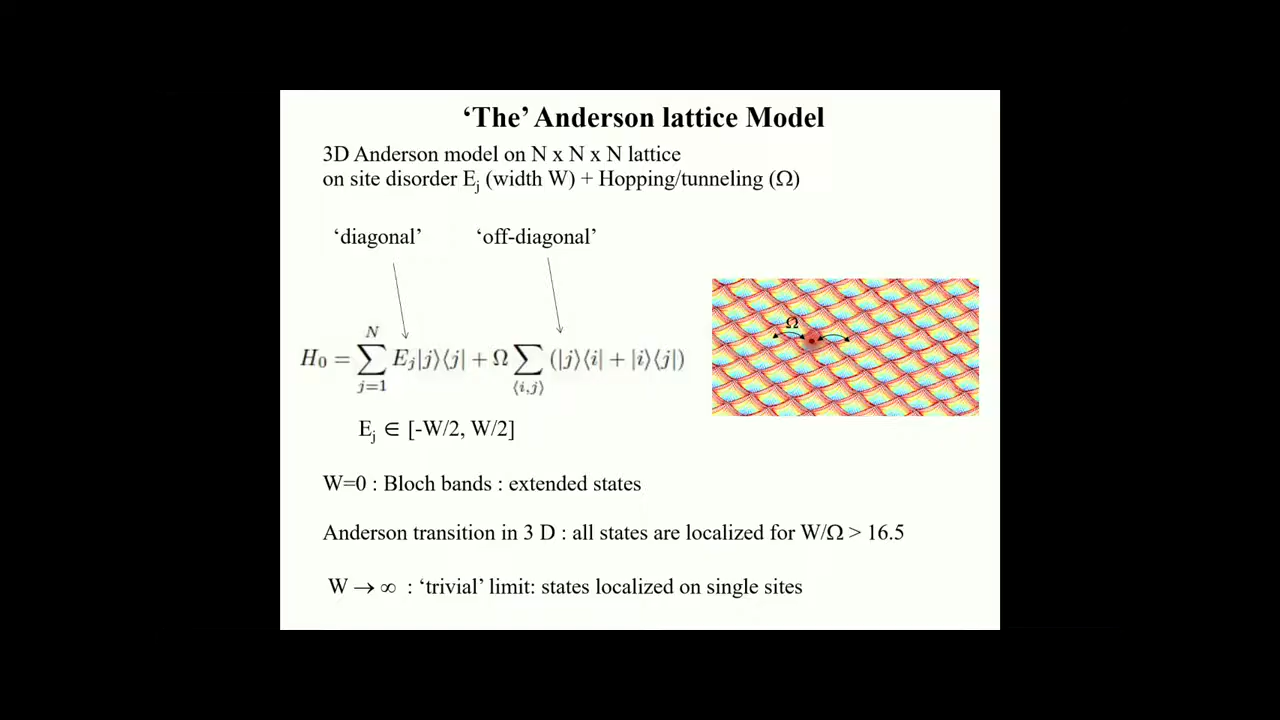 ‘The’ Anderson lattice Model
3D Anderson model on N x N x N lattice
on site disorder Ej (width W) + Hopping/tunneling (Ω)
‘diagonal’ ‘off-diagonal’
Ω
H₀ = ∑_{j=1}^{N} Eⱼ|j⟩⟨j| + Ω ∑_{⟨i,j⟩} (|j⟩⟨i| + |i⟩⟨j|)
Ej ∈ [-W/2, W/2]
W=0 : Bloch bands : extended states
Anderson transition in 3 D : all states are localized for W/Ω > 16.5
W → ∞ : ‘trivial’ limit: states localized on single sites